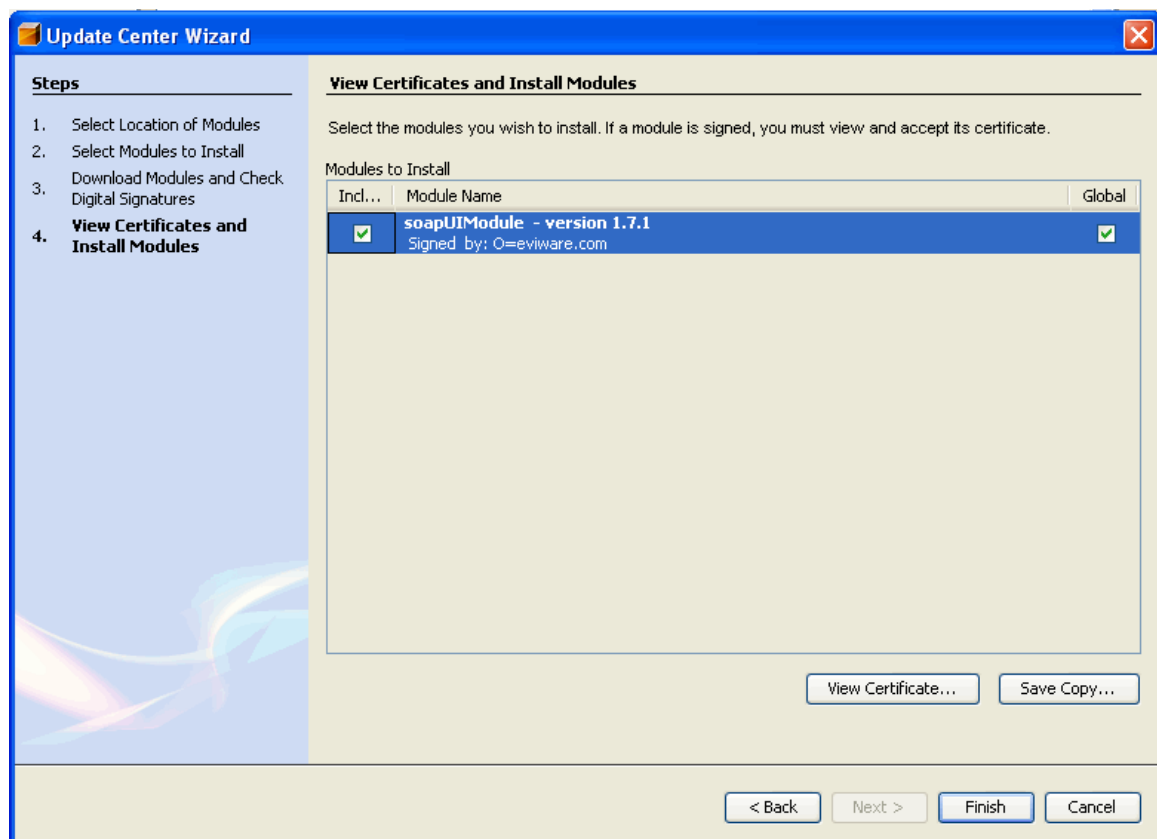 Update Center Wizard
Steps
1. Select Location of Modules
2. Select Modules to Install
3. Download Modules and Check
Digital Signatures
4. View Certificates and
Install Modules
View Certificates and Install Modules
Select the modules you wish to install. If a module is signed, you must view and accept its certificate.
Modules to Install
Incl... Module Name Global
soapUIModule - version 1.7.1
Signed by: O=eviware.com
View Certificate... Save Copy...
< Back Next > Finish Cancel